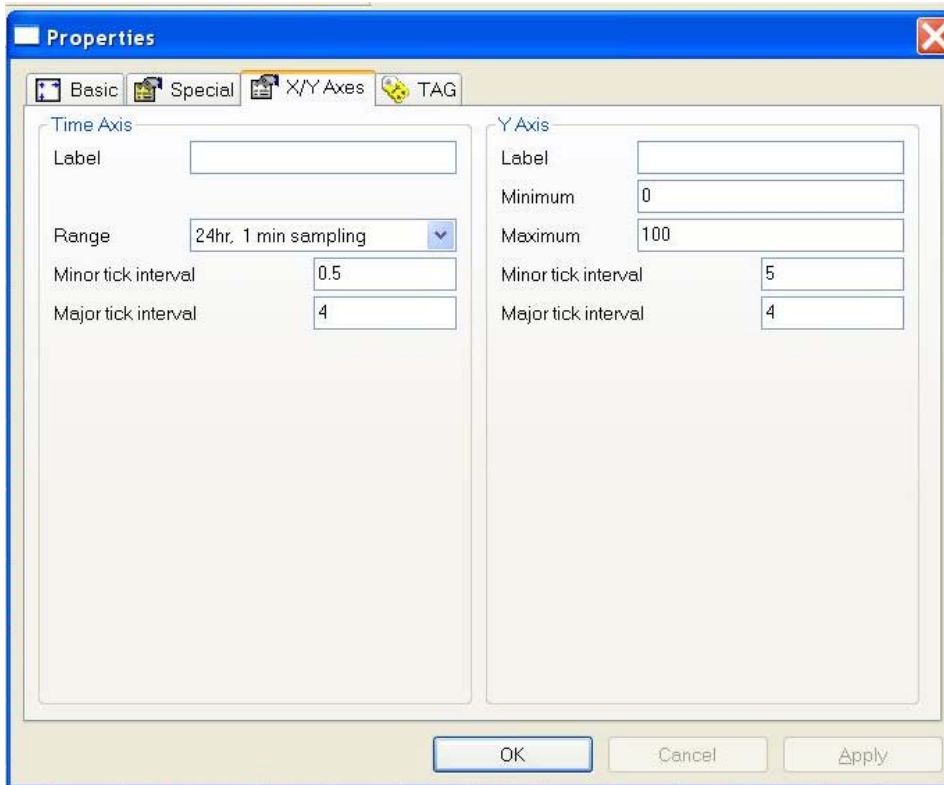 Properties
Basic Special X/Y Axes TAG
Time Axis
Label
Range 24hr, 1 min sampling
Minor tick interval 0.5
Major tick interval 4
Y Axis
Label
Minimum 0
Maximum 100
Minor tick interval 5
Major tick interval 4
OK Cancel Apply